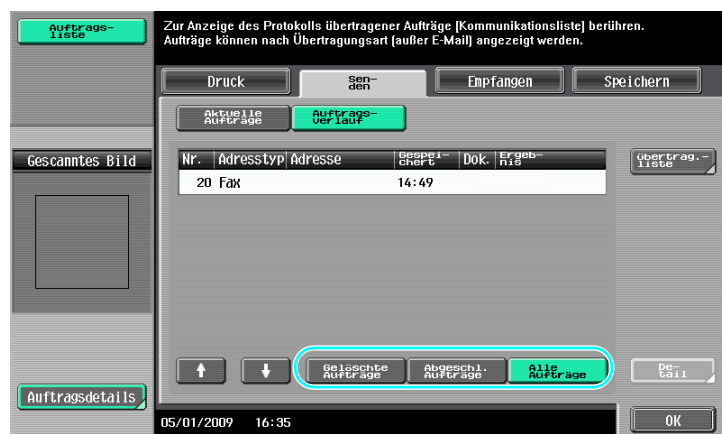 Auftrags-
liste
Zur Anzeige des Protokolls übertragener Aufträge [Kommunikationsliste] berühren.
Aufträge können nach Übertragungsart (außer E-Mail) angezeigt werden.
Druck
Sen-
den
Empfangen
Speichern
Aktuelle
Aufträge
Auftrags-
verlauf
Gescanntes Bild
Nr. Adresstyp Adresse Gespei-
chert Dok. Ergeb-
nis
Übertrag.-
liste
20 Fax 14:49
Gelöschte
Aufträge
Abgeschl.
Aufträge
Alle
Aufträge
De-
tail
Auftragsdetails
05/01/2009 16:35
OK